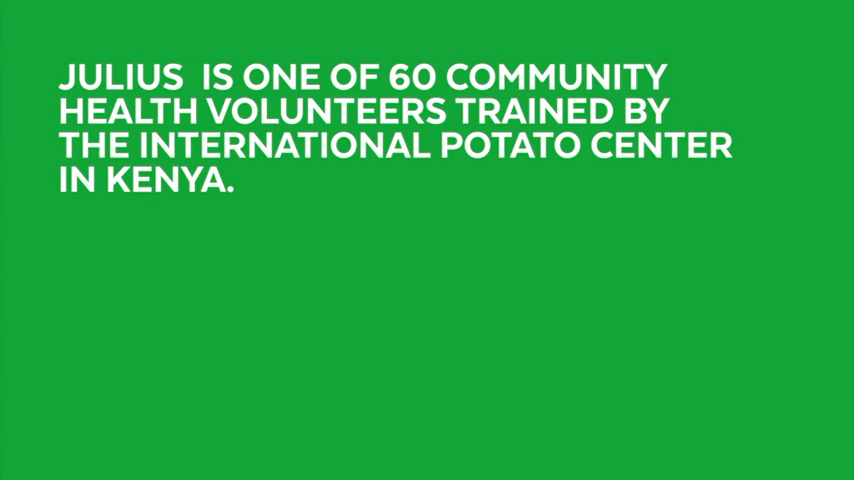 JULIUS  IS ONE OF 60 COMMUNITY
HEALTH VOLUNTEERS TRAINED BY
THE INTERNATIONAL POTATO CENTER
IN KENYA.